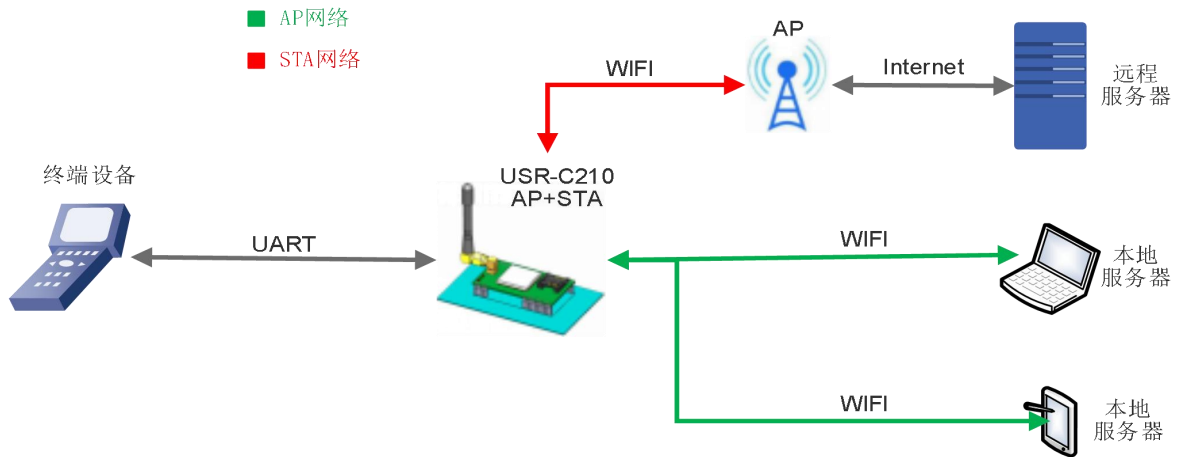 AP网络
STA网络
AP
WIFI
Internet
远程
服务器
终端设备
USR-C210
AP+STA
UART
WIFI
本地
服务器
WIFI
本地
服务器